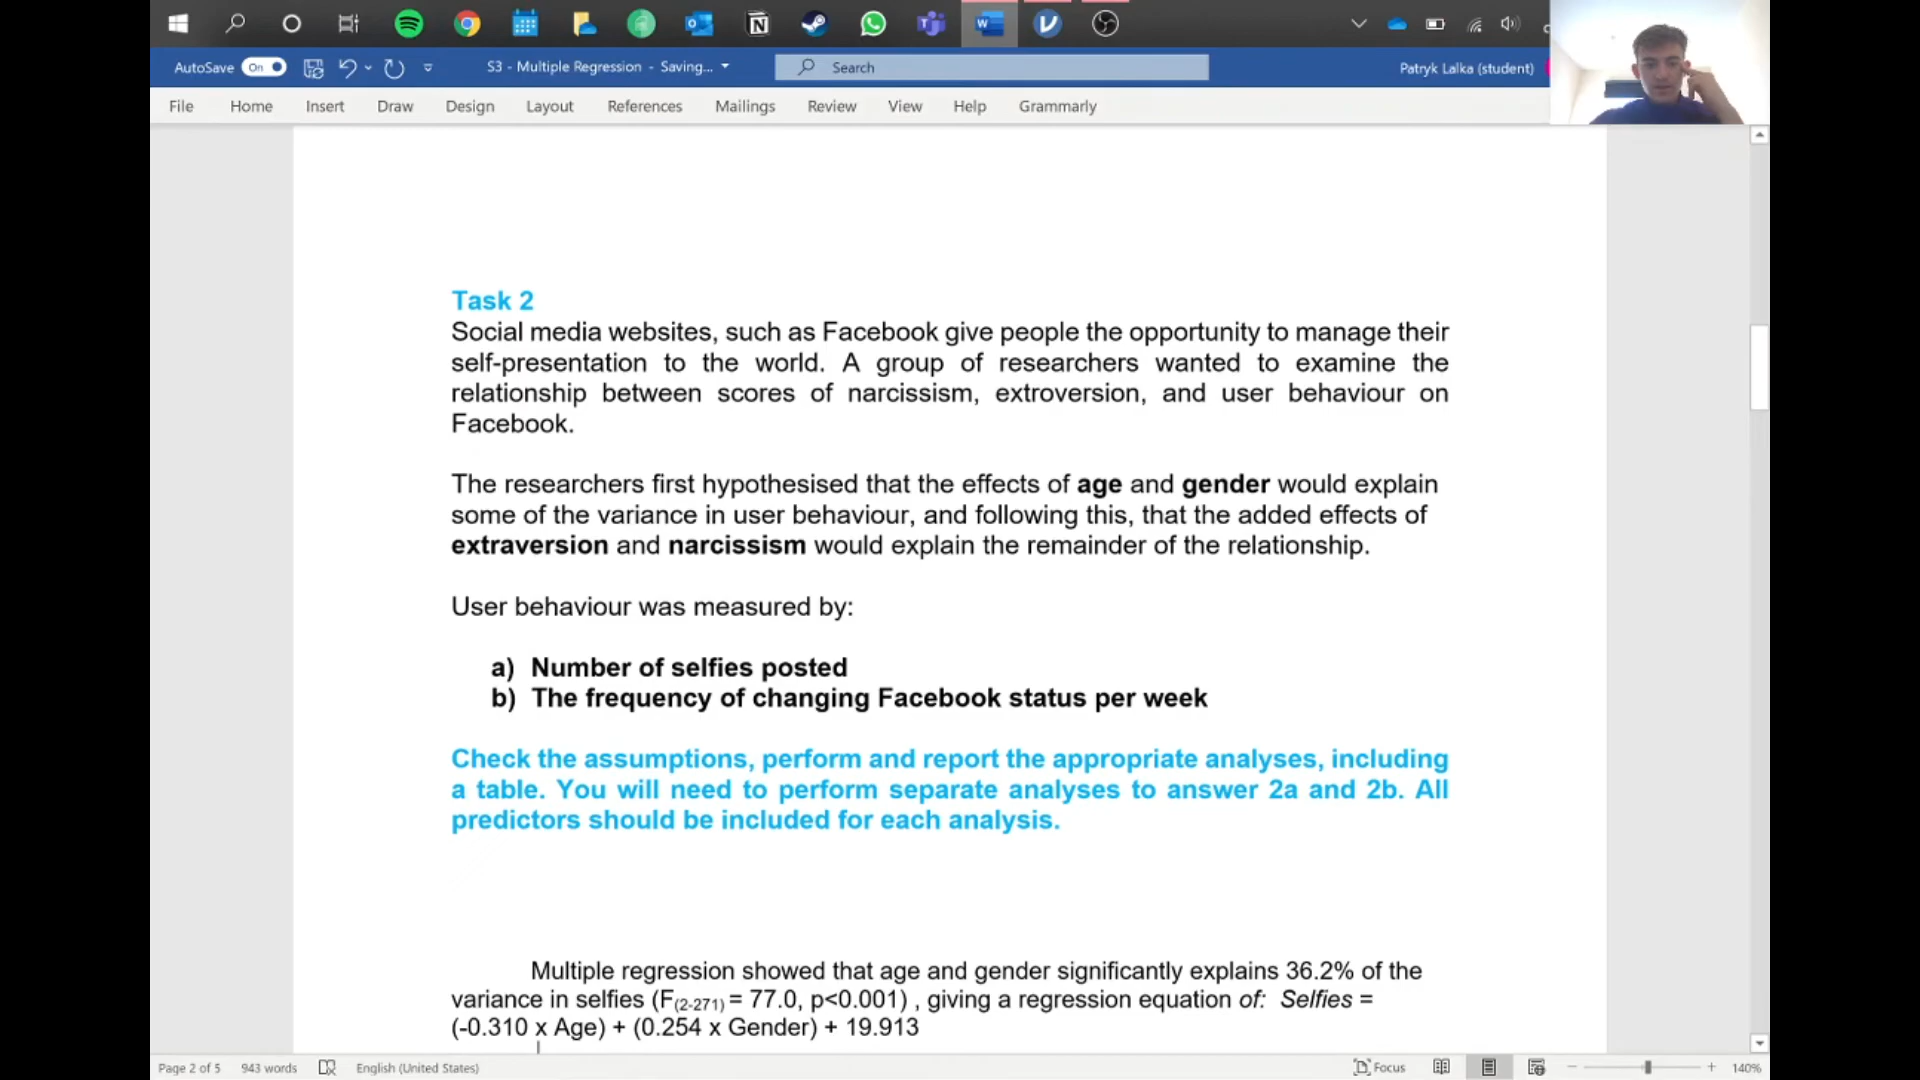 AutoSave On S3 - Multiple Regression - Saving... Search Patryk Lalka (student)
File Home Insert Draw Design Layout References Mailings Review View Help Grammarly
Task 2
Social media websites, such as Facebook give people the opportunity to manage their
self-presentation to the world. A group of researchers wanted to examine the
relationship between scores of narcissism, extroversion, and user behaviour on
Facebook.
The researchers first hypothesised that the effects of age and gender would explain
some of the variance in user behaviour, and following this, that the added effects of
extraversion and narcissism would explain the remainder of the relationship.
User behaviour was measured by:
a) Number of selfies posted
b) The frequency of changing Facebook status per week
Check the assumptions, perform and report the appropriate analyses, including
a table. You will need to perform separate analyses to answer 2a and 2b. All
predictors should be included for each analysis.
Multiple regression showed that age and gender significantly explains 36.2% of the
variance in selfies (F(2-271) = 77.0, p<0.001) , giving a regression equation of: Selfies =
(-0.310 x Age) + (0.254 x Gender) + 19.913
Page 2 of 5 943 words English (United States) Focus 140%